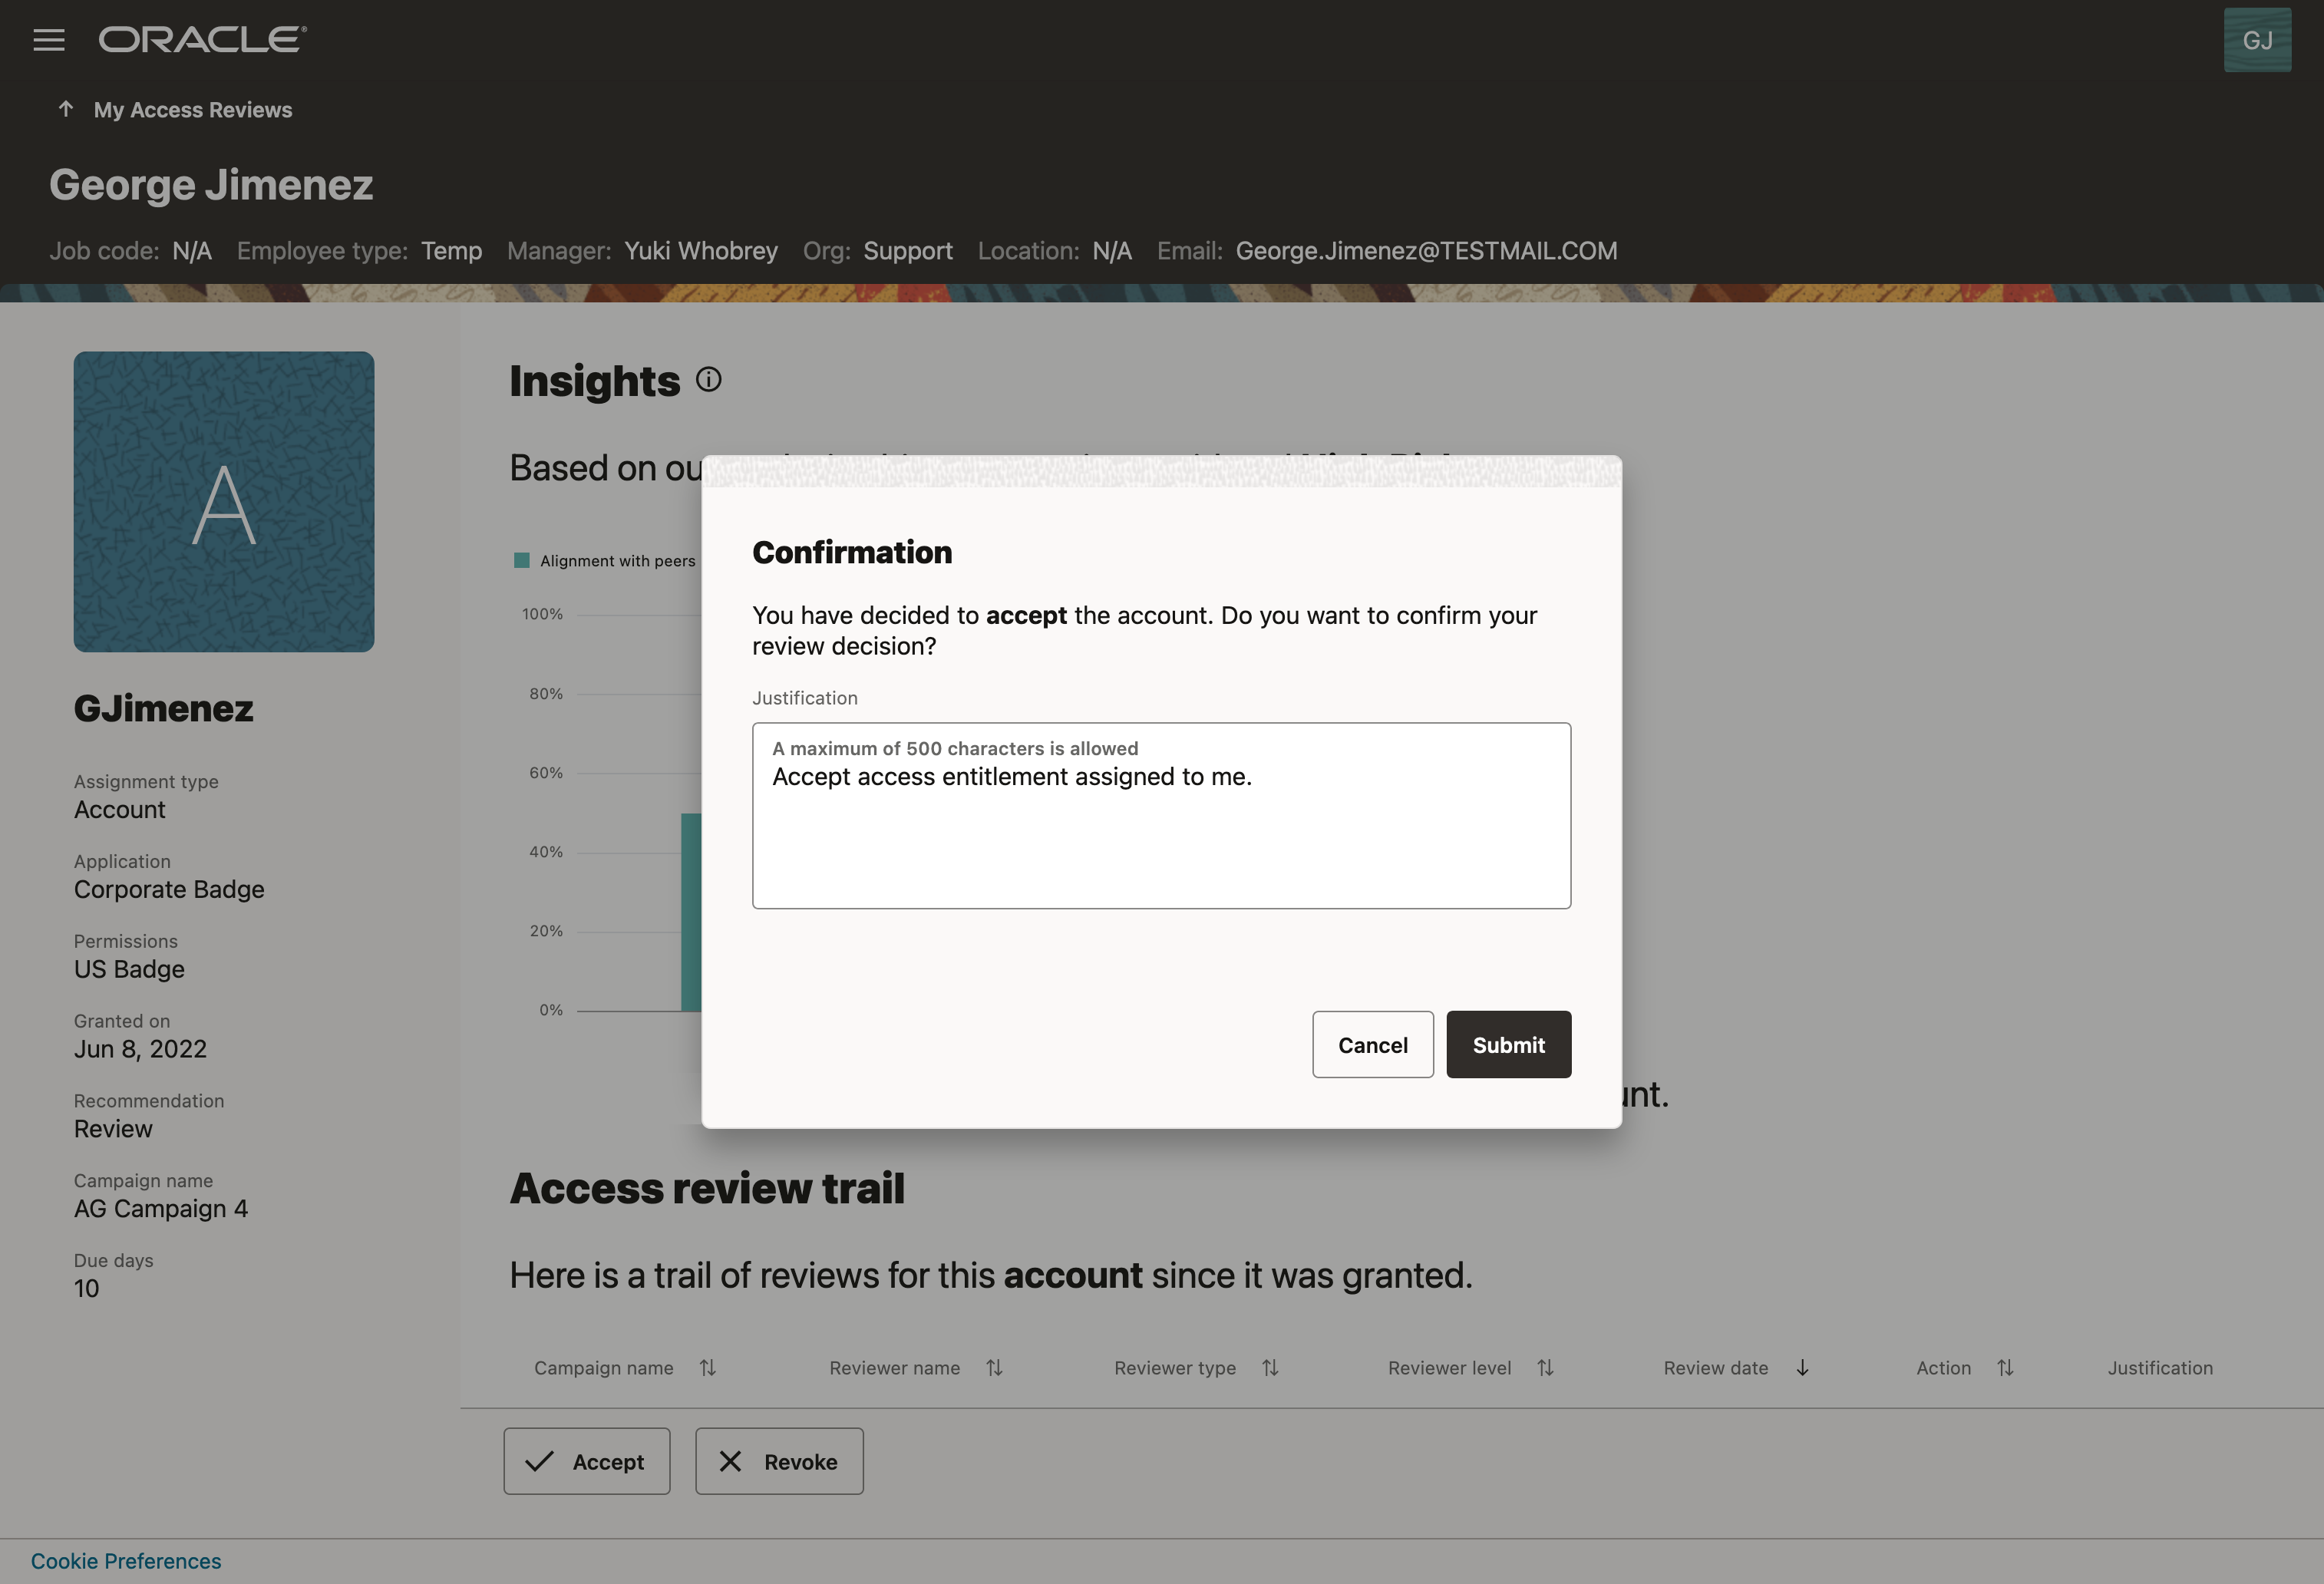 ORACLE
GJ
My Access Reviews
George Jimenez
Job code: N/A Employee type: Temp Manager: Yuki Whobrey Org: Support Location: N/A Email: George.Jimenez@TESTMAIL.COM
A
GJimenez
Assignment type
Account
Application
Corporate Badge
Permissions
US Badge
Granted on
Jun 8, 2022
Recommendation
Review
Campaign name
AG Campaign 4
Due days
10
Insights
Based on
Alignment with peers
100%
80%
60%
40%
20%
0%
Confirmation
You have decided to accept the account. Do you want to confirm your
review decision?
Justification
A maximum of 500 characters is allowed
Accept access entitlement assigned to me.
Cancel Submit
Access review trail
Here is a trail of reviews for this account since it was granted.
Campaign name Reviewer name Reviewer type Reviewer level Review date Action Justification
Accept Revoke
Cookie Preferences